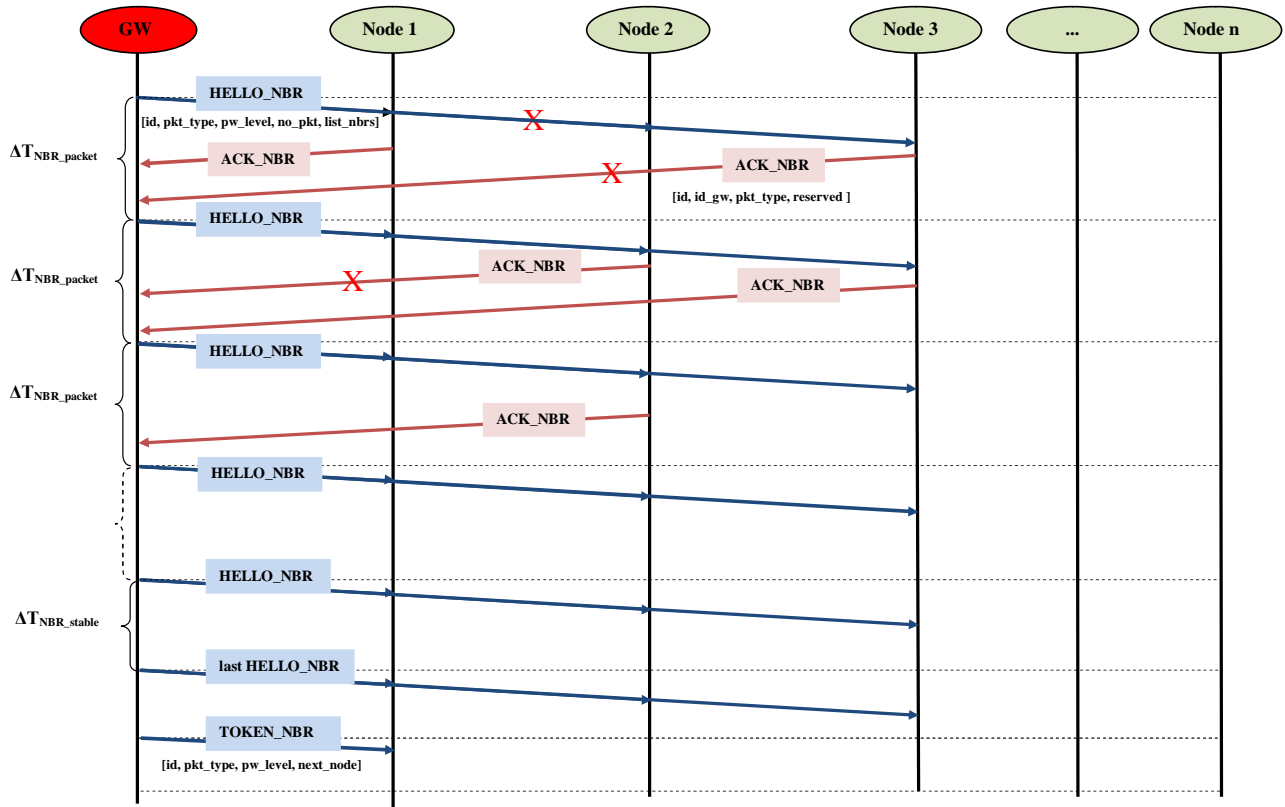 GW
Node 1
Node 2
Node 3
...
Node n
HELLO_NBR
[id, pkt_type, pw_level, no_pkt, list_nbrs]
X
ΔTNBR_packet
ACK_NBR
X
ACK_NBR
[id, id_gw, pkt_type, reserved ]
HELLO_NBR
ΔTNBR_packet
X
ACK_NBR
ACK_NBR
HELLO_NBR
ΔTNBR_packet
ACK_NBR
HELLO_NBR
HELLO_NBR
ΔTNBR_stable
last HELLO_NBR
TOKEN_NBR
[id, pkt_type, pw_level, next_node]